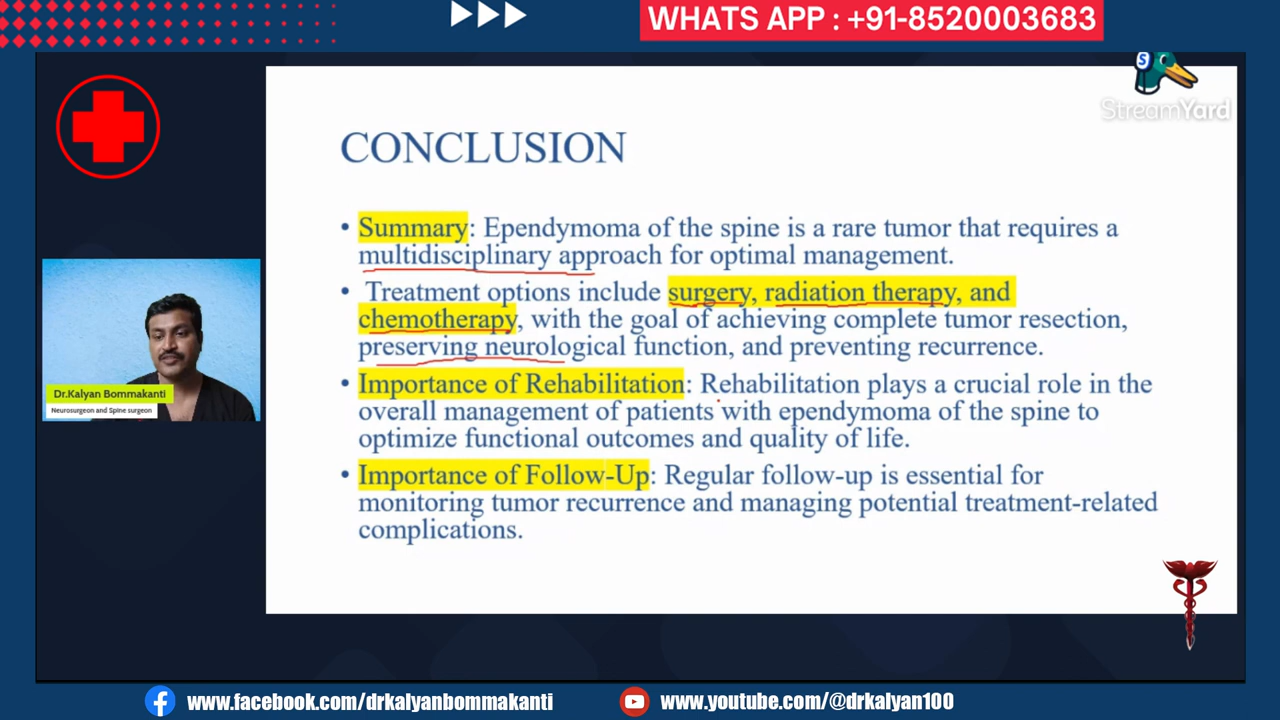 WHATS APP : +91-8520003683
S
StreamYard
CONCLUSION
• Summary: Ependymoma of the spine is a rare tumor that requires a
multidisciplinary approach for optimal management.
• Treatment options include surgery, radiation therapy, and
chemotherapy, with the goal of achieving complete tumor resection,
preserving neurological function, and preventing recurrence.
• Importance of Rehabilitation: Rehabilitation plays a crucial role in the
overall management of patients with ependymoma of the spine to
optimize functional outcomes and quality of life.
• Importance of Follow-Up: Regular follow-up is essential for
monitoring tumor recurrence and managing potential treatment-related
complications.
Dr.Kalyan Bommakanti
Neurosurgeon and Spine surgeon
www.facebook.com/drkalyanbommakanti
www.youtube.com/@drkalyan100